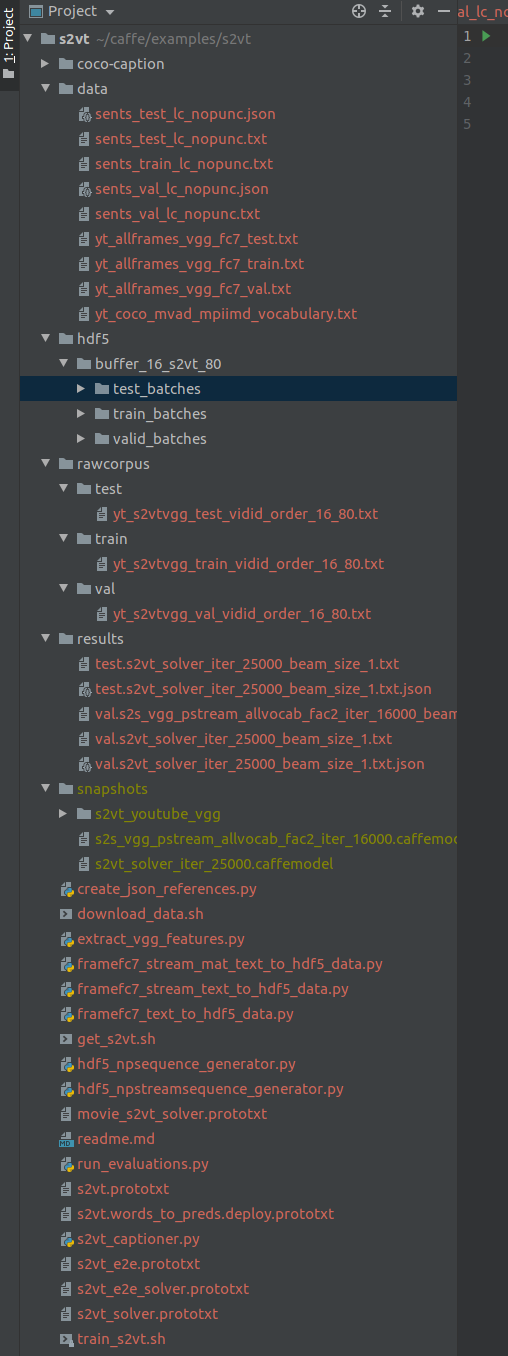 Project
al_lc_no
1: Project
s2vt ~/caffe/examples/s2vt
1
coco-caption
2
data
3
sents_test_lc_nopunc.json
4
sents_test_lc_nopunc.txt
5
sents_train_lc_nopunc.txt
sents_val_lc_nopunc.json
sents_val_lc_nopunc.txt
yt_allframes_vgg_fc7_test.txt
yt_allframes_vgg_fc7_train.txt
yt_allframes_vgg_fc7_val.txt
yt_coco_mvad_mpiimd_vocabulary.txt
hdf5
buffer_16_s2vt_80
test_batches
train_batches
valid_batches
rawcorpus
test
yt_s2vtvgg_test_vidid_order_16_80.txt
train
yt_s2vtvgg_train_vidid_order_16_80.txt
val
yt_s2vtvgg_val_vidid_order_16_80.txt
results
test.s2vt_solver_iter_25000_beam_size_1.txt
test.s2vt_solver_iter_25000_beam_size_1.txt.json
val.s2s_vgg_pstream_allvocab_fac2_iter_16000_beam
val.s2vt_solver_iter_25000_beam_size_1.txt
val.s2vt_solver_iter_25000_beam_size_1.txt.json
snapshots
s2vt_youtube_vgg
s2s_vgg_pstream_allvocab_fac2_iter_16000.caffemo
s2vt_solver_iter_25000.caffemodel
create_json_references.py
download_data.sh
extract_vgg_features.py
framefc7_stream_mat_text_to_hdf5_data.py
framefc7_stream_text_to_hdf5_data.py
framefc7_text_to_hdf5_data.py
get_s2vt.sh
hdf5_npsequence_generator.py
hdf5_npstreamsequence_generator.py
movie_s2vt_solver.prototxt
readme.md
run_evaluations.py
s2vt.prototxt
s2vt.words_to_preds.deploy.prototxt
s2vt_captioner.py
s2vt_e2e.prototxt
s2vt_e2e_solver.prototxt
s2vt_solver.prototxt
train_s2vt.sh